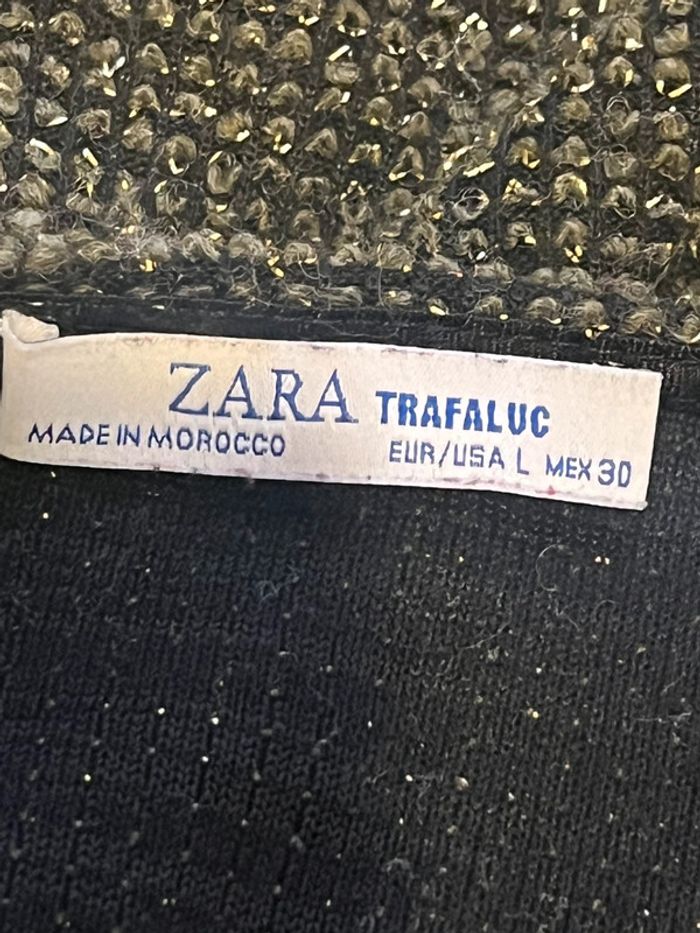 ZARA TRAFALUC
MADE IN MOROCCO EUR/USA L MEX 30